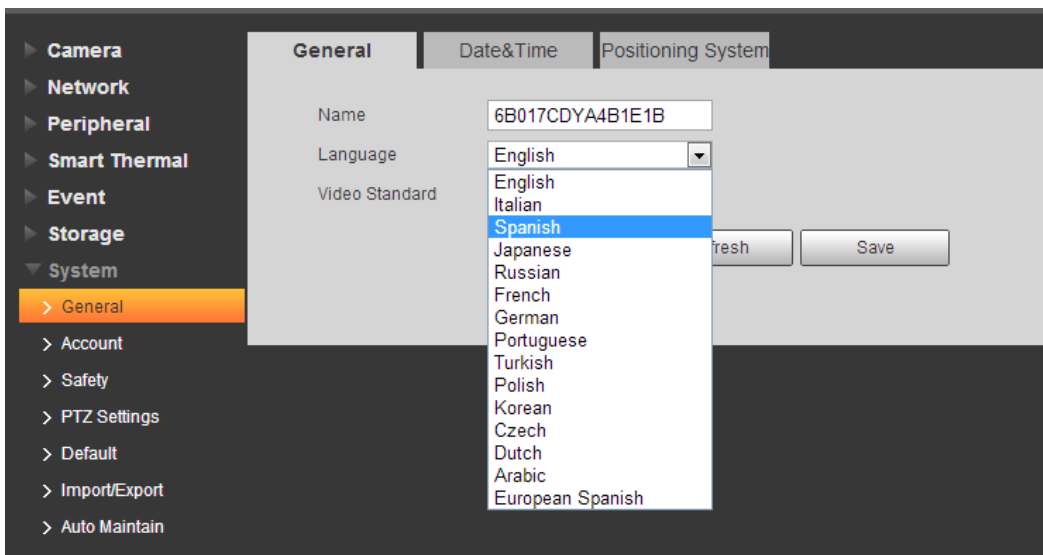 Camera
Network
Peripheral
Smart Thermal
Event
Storage
System
General
Account
Safety
PTZ Settings
Default
Import/Export
Auto Maintain
General Date&Time Positioning System
Name 6B017CDYA4B1E1B
Language English
Video Standard
English
Italian
Spanish
Japanese
Russian
French
German
Portuguese
Turkish
Polish
Korean
Czech
Dutch
Arabic
European Spanish
fresh Save